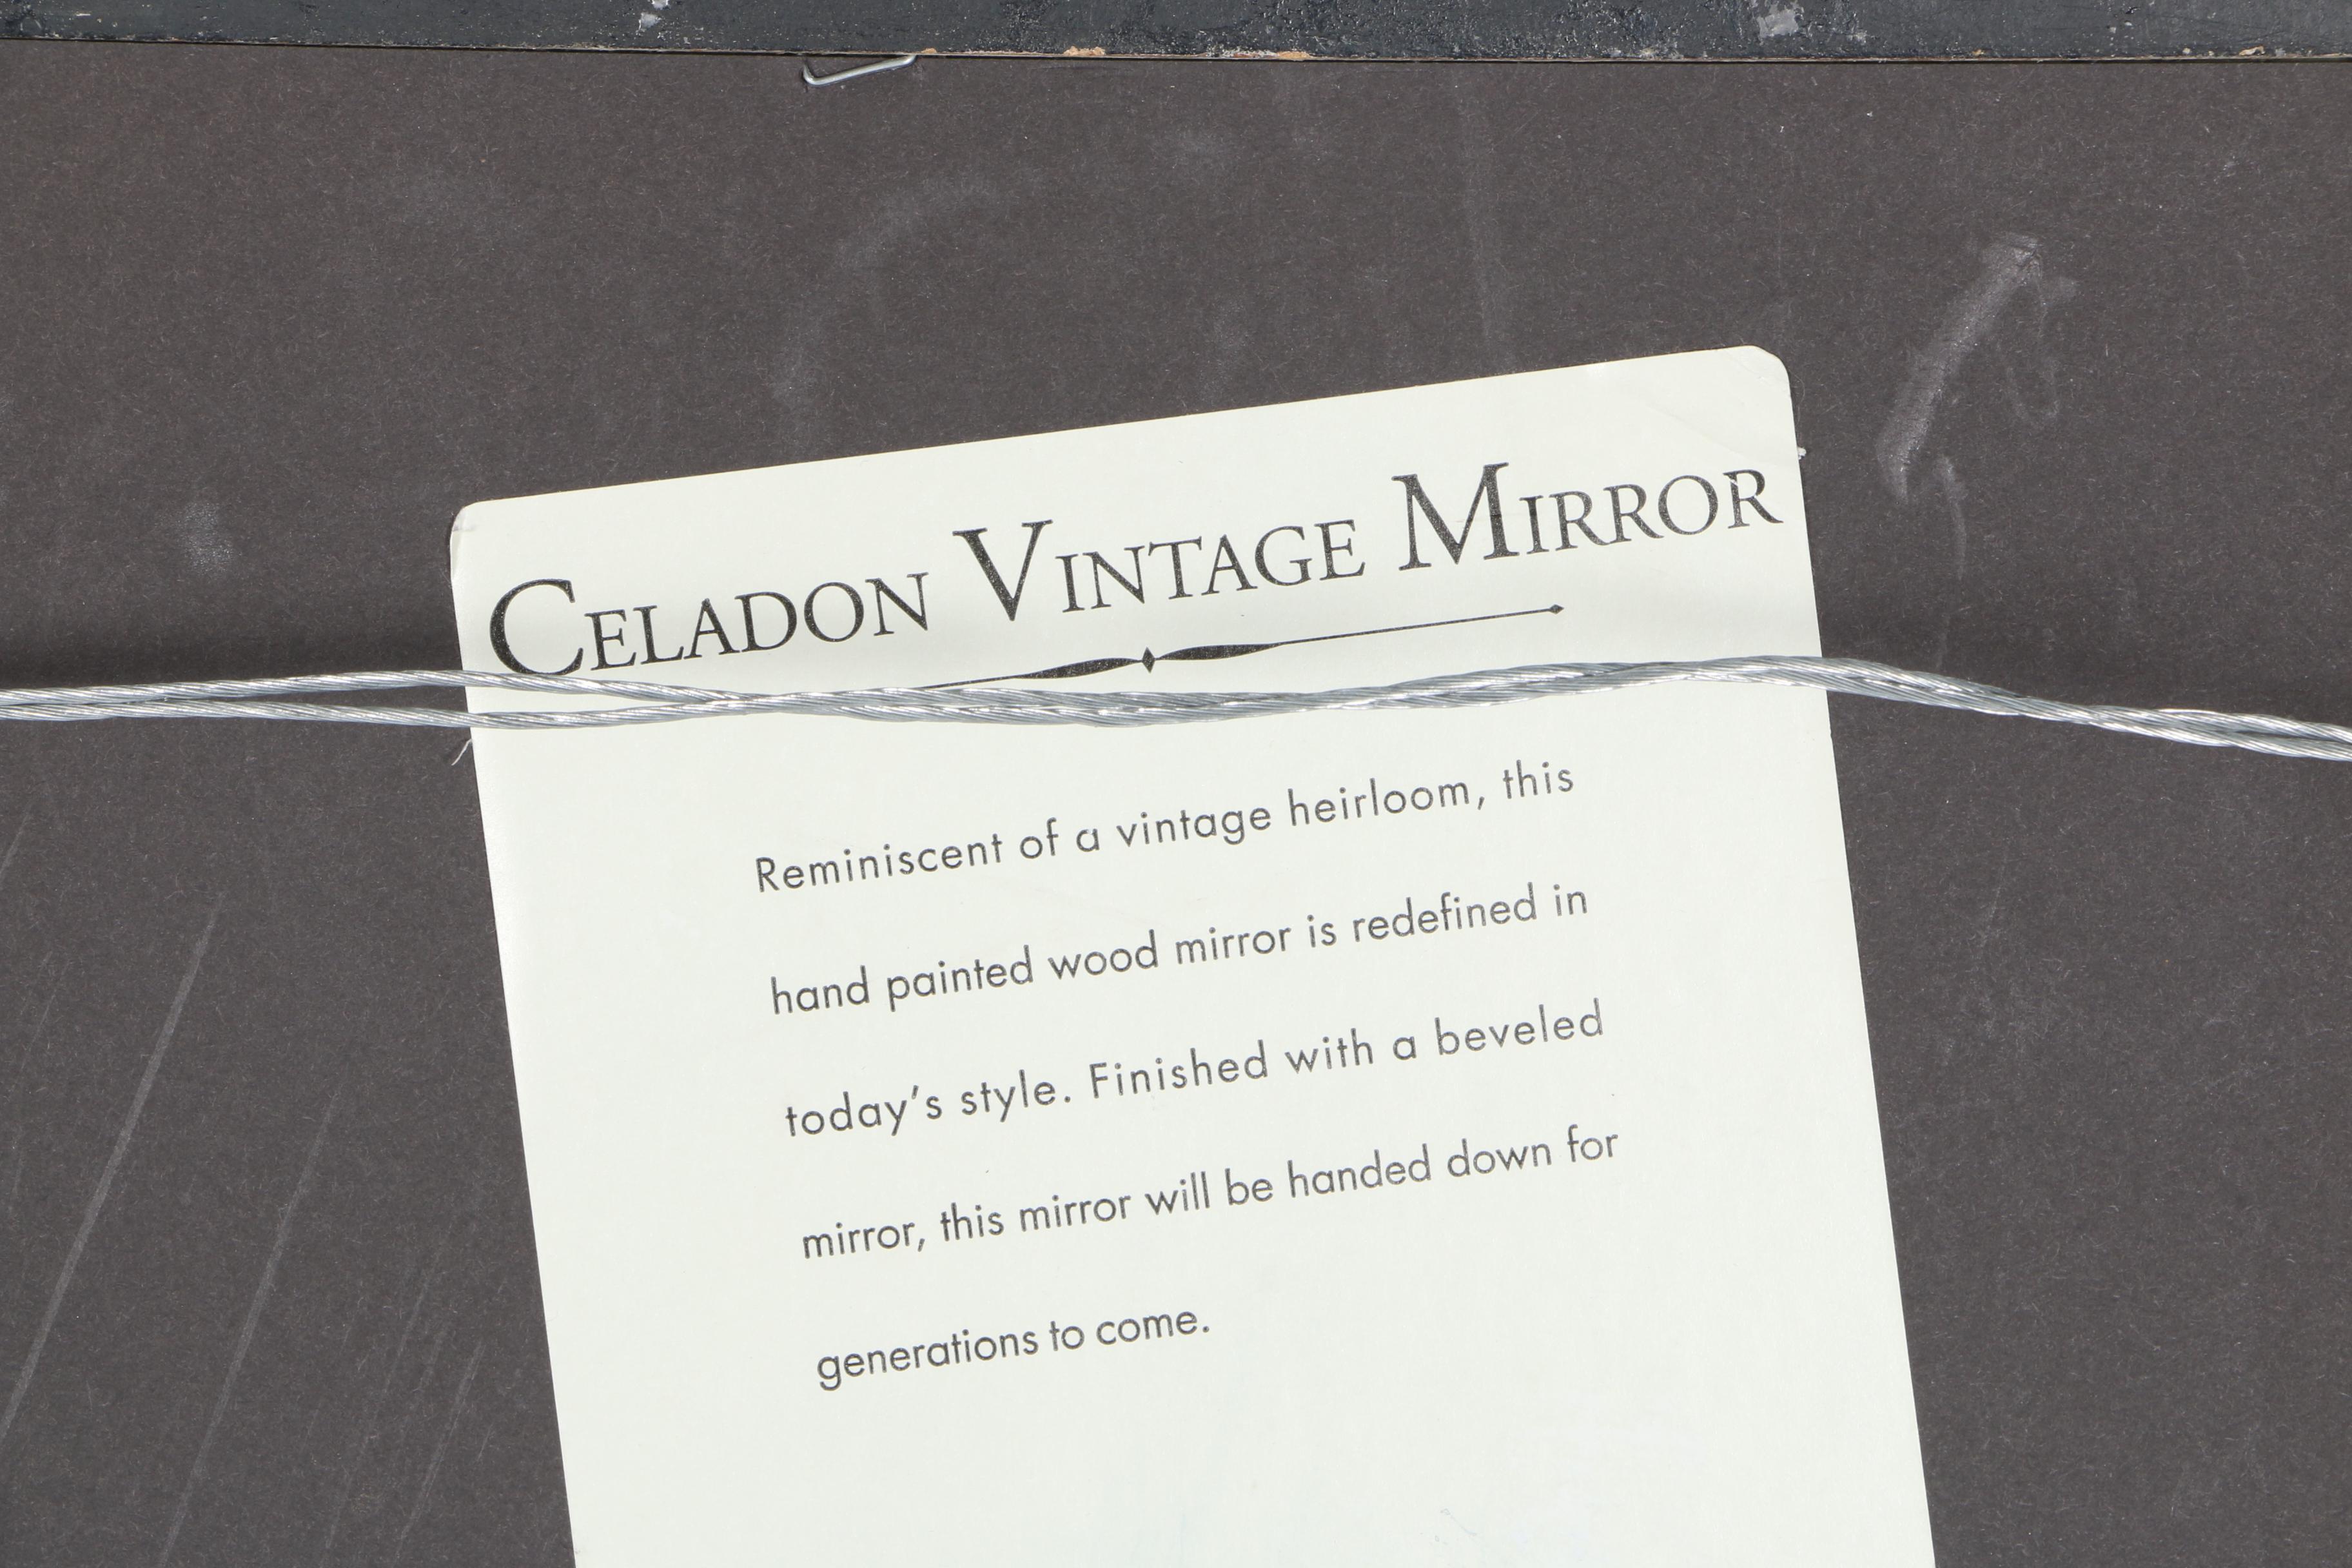 CELADON VINTAGE MIRROR
Reminiscent of a vintage heirloom, this
hand painted wood mirror is redefined in
today's style. Finished with a beveled
mirror, this mirror will be handed down for
generations to come.